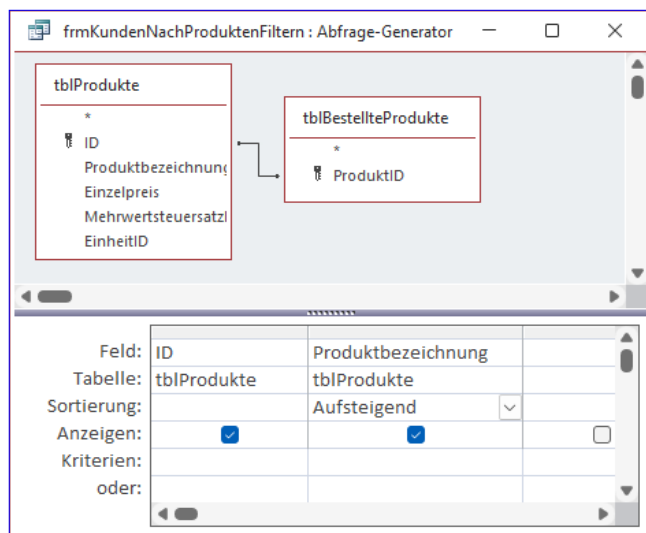 frmKundenNachProduktenFiltern : Abfrage-Generator
tblProdukte
*
ID
Produktbezeichnung
Einzelpreis
Mehrwertsteuersatzl
EinheitID
tblBestellteProdukte
*
ProduktID
Feld: ID Produktbezeichnung
Tabelle: tblProdukte tblProdukte
Sortierung: Aufsteigend
Anzeigen:
Kriterien:
oder: